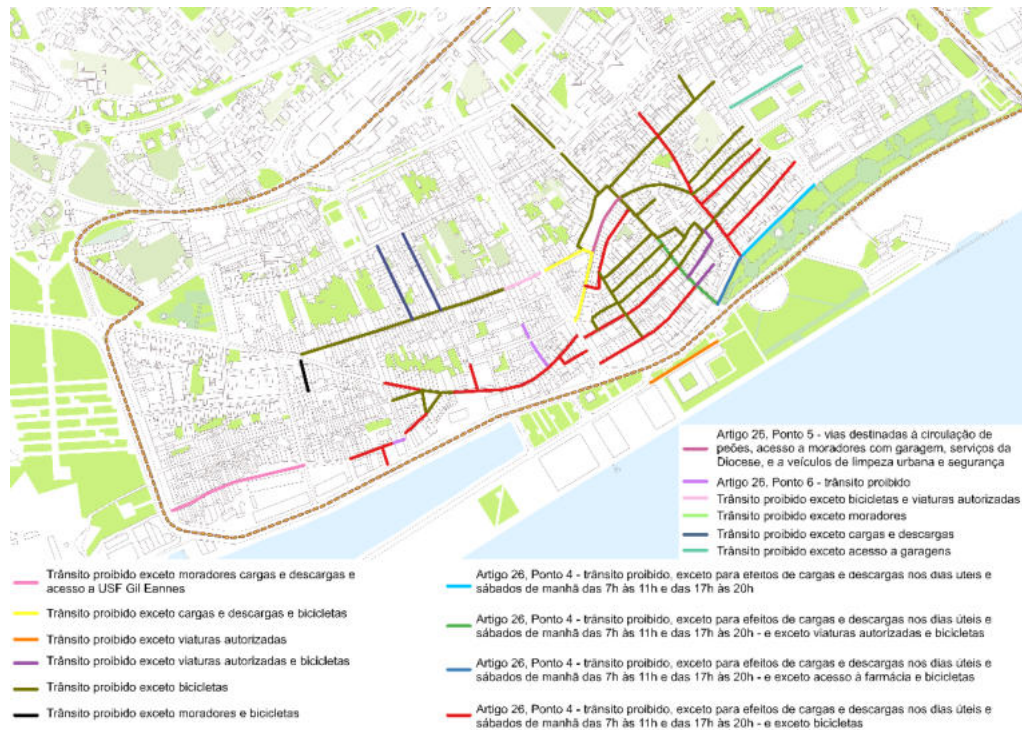 Artigo 25, Ponto 5 - vias destinadas à circulação de
peões, acesso a moradores com garagem, serviços da
Diocese, e a veículos de limpeza urbana e segurança
Artigo 26, Ponto 6 - trânsito proibido
Trânsito proibido exceto bicicletas e viaturas autorizadas
Trânsito proibido exceto moradores
Trânsito proibido exceto cargas e descargas
Trânsito proibido exceto acesso a garagens
Trânsito proibido exceto moradores cargas e descargas e
acesso a USF Gil Eannes
Trânsito proibido exceto cargas e descargas e bicicletas
Trânsito proibido exceto viaturas autorizadas
Trânsito proibido exceto viaturas autorizadas e bicicletas
Trânsito proibido exceto bicicletas
Trânsito proibido exceto moradores e bicicletas
Artigo 26, Ponto 4 - trânsito proibido, exceto para efeitos de cargas e descargas nos dias úteis e
sábados de manhã das 7h às 11h e das 17h às 20h
Artigo 26, Ponto 4 - trânsito proibido, exceto para efeitos de cargas e descargas nos dias úteis e
sábados de manhã das 7h às 11h e das 17h às 20h - e exceto viaturas autorizadas e bicicletas
Artigo 26, Ponto 4 - trânsito proibido, exceto para efeitos de cargas e descargas nos dias úteis e
sábados de manhã das 7h às 11h e das 17h às 20h - e exceto acesso à farmácia e bicicletas
Artigo 26, Ponto 4 - trânsito proibido, exceto para efeitos de cargas e descargas nos dias úteis e
sábados de manhã das 7h às 11h e das 17h às 20h - e exceto bicicletas